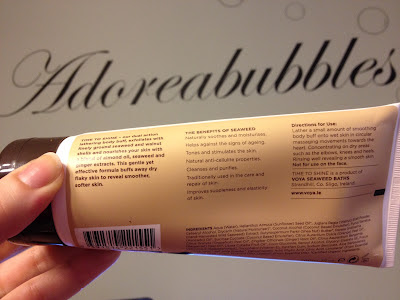 Adoreabubbles
TIME TO SHINE – our dual action
lathering body buff, exfoliates with
finely ground seaweed and walnut
shells and nourishes your skin with
a blend of almond oil, seaweed and
ginger extracts. This gentle yet
effective formula buffs away dry
flaky skin to reveal smoother,
softer skin.
THE BENEFITS OF SEAWEED
Naturally soothes and moisturises.
Helps against the signs of ageing.
Tones and stimulates the skin.
Natural anti-cellulite properties.
Cleanses and purifies.
Traditionally used in the care and
repair of skin.
Improves suppleness and elasticity
of skin.
Directions for Use:
Lather a small amount of smoothing
body buff onto wet skin in circular
massaging movements towards the
heart. Concentrating on dry areas
such as the elbows, knees and heels.
Rinsing well revealing a smooth skin.
Not for use on the face.
TIME TO SHINE is a product of
VOYA SEAWEED BATHS
Strandhill, Co. Sligo, Ireland
www.voya.ie
INGREDIENTS: